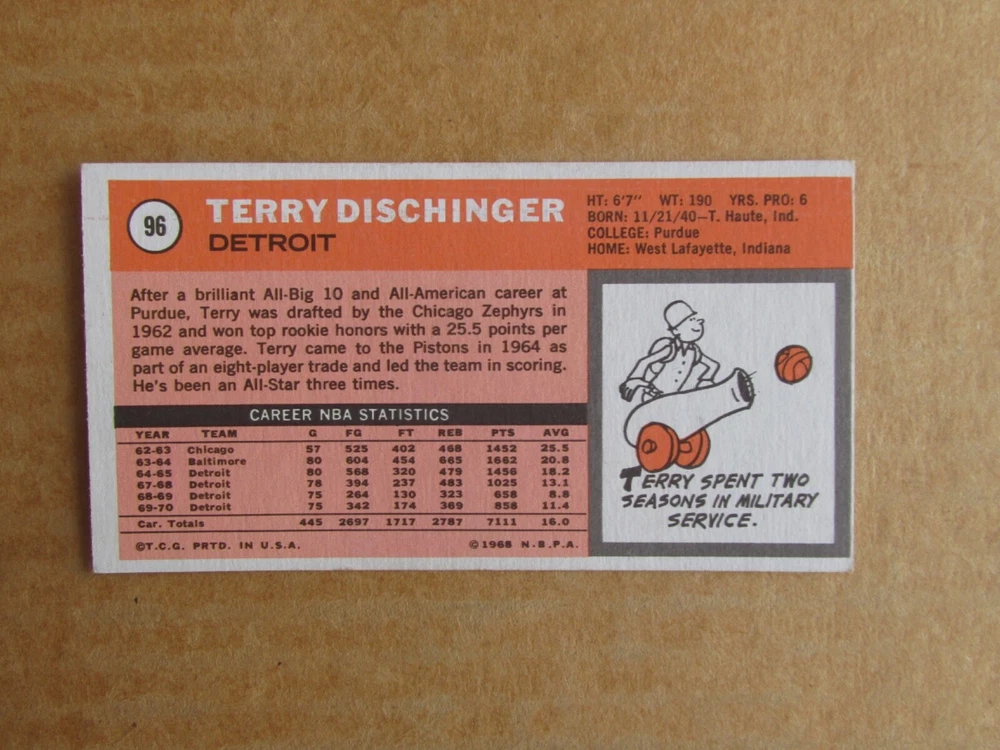 96
TERRY DISCHINGER
DETROIT
HT: 6'7" WT: 190 YRS. PRO: 6
BORN: 11/21/40—T. Haute, Ind.
COLLEGE: Purdue
HOME: West Lafayette, Indiana
After a brilliant All-Big 10 and All-American career at
Purdue, Terry was drafted by the Chicago Zephyrs in
1962 and won top rookie honors with a 25.5 points per
game average. Terry came to the Pistons in 1964 as
part of an eight-player trade and led the team in scoring.
He's been an All-Star three times.
CAREER NBA STATISTICS
YEAR TEAM G FG FT REB PTS AVG
62-63 Chicago 57 525 402 468 1452 25.5
63-64 Baltimore 80 604 454 665 1662 20.8
64-65 Detroit 80 568 320 479 1456 18.2
67-68 Detroit 78 394 237 483 1025 13.1
68-69 Detroit 75 264 130 323 658 8.8
69-70 Detroit 75 342 174 369 858 11.4
Car. Totals 445 2697 1717 2787 7111 16.0
©T.C.G. PRTD. IN U.S.A. ©1968 N.B.P.A.
TERRY SPENT TWO
SEASONS IN MILITARY
SERVICE.